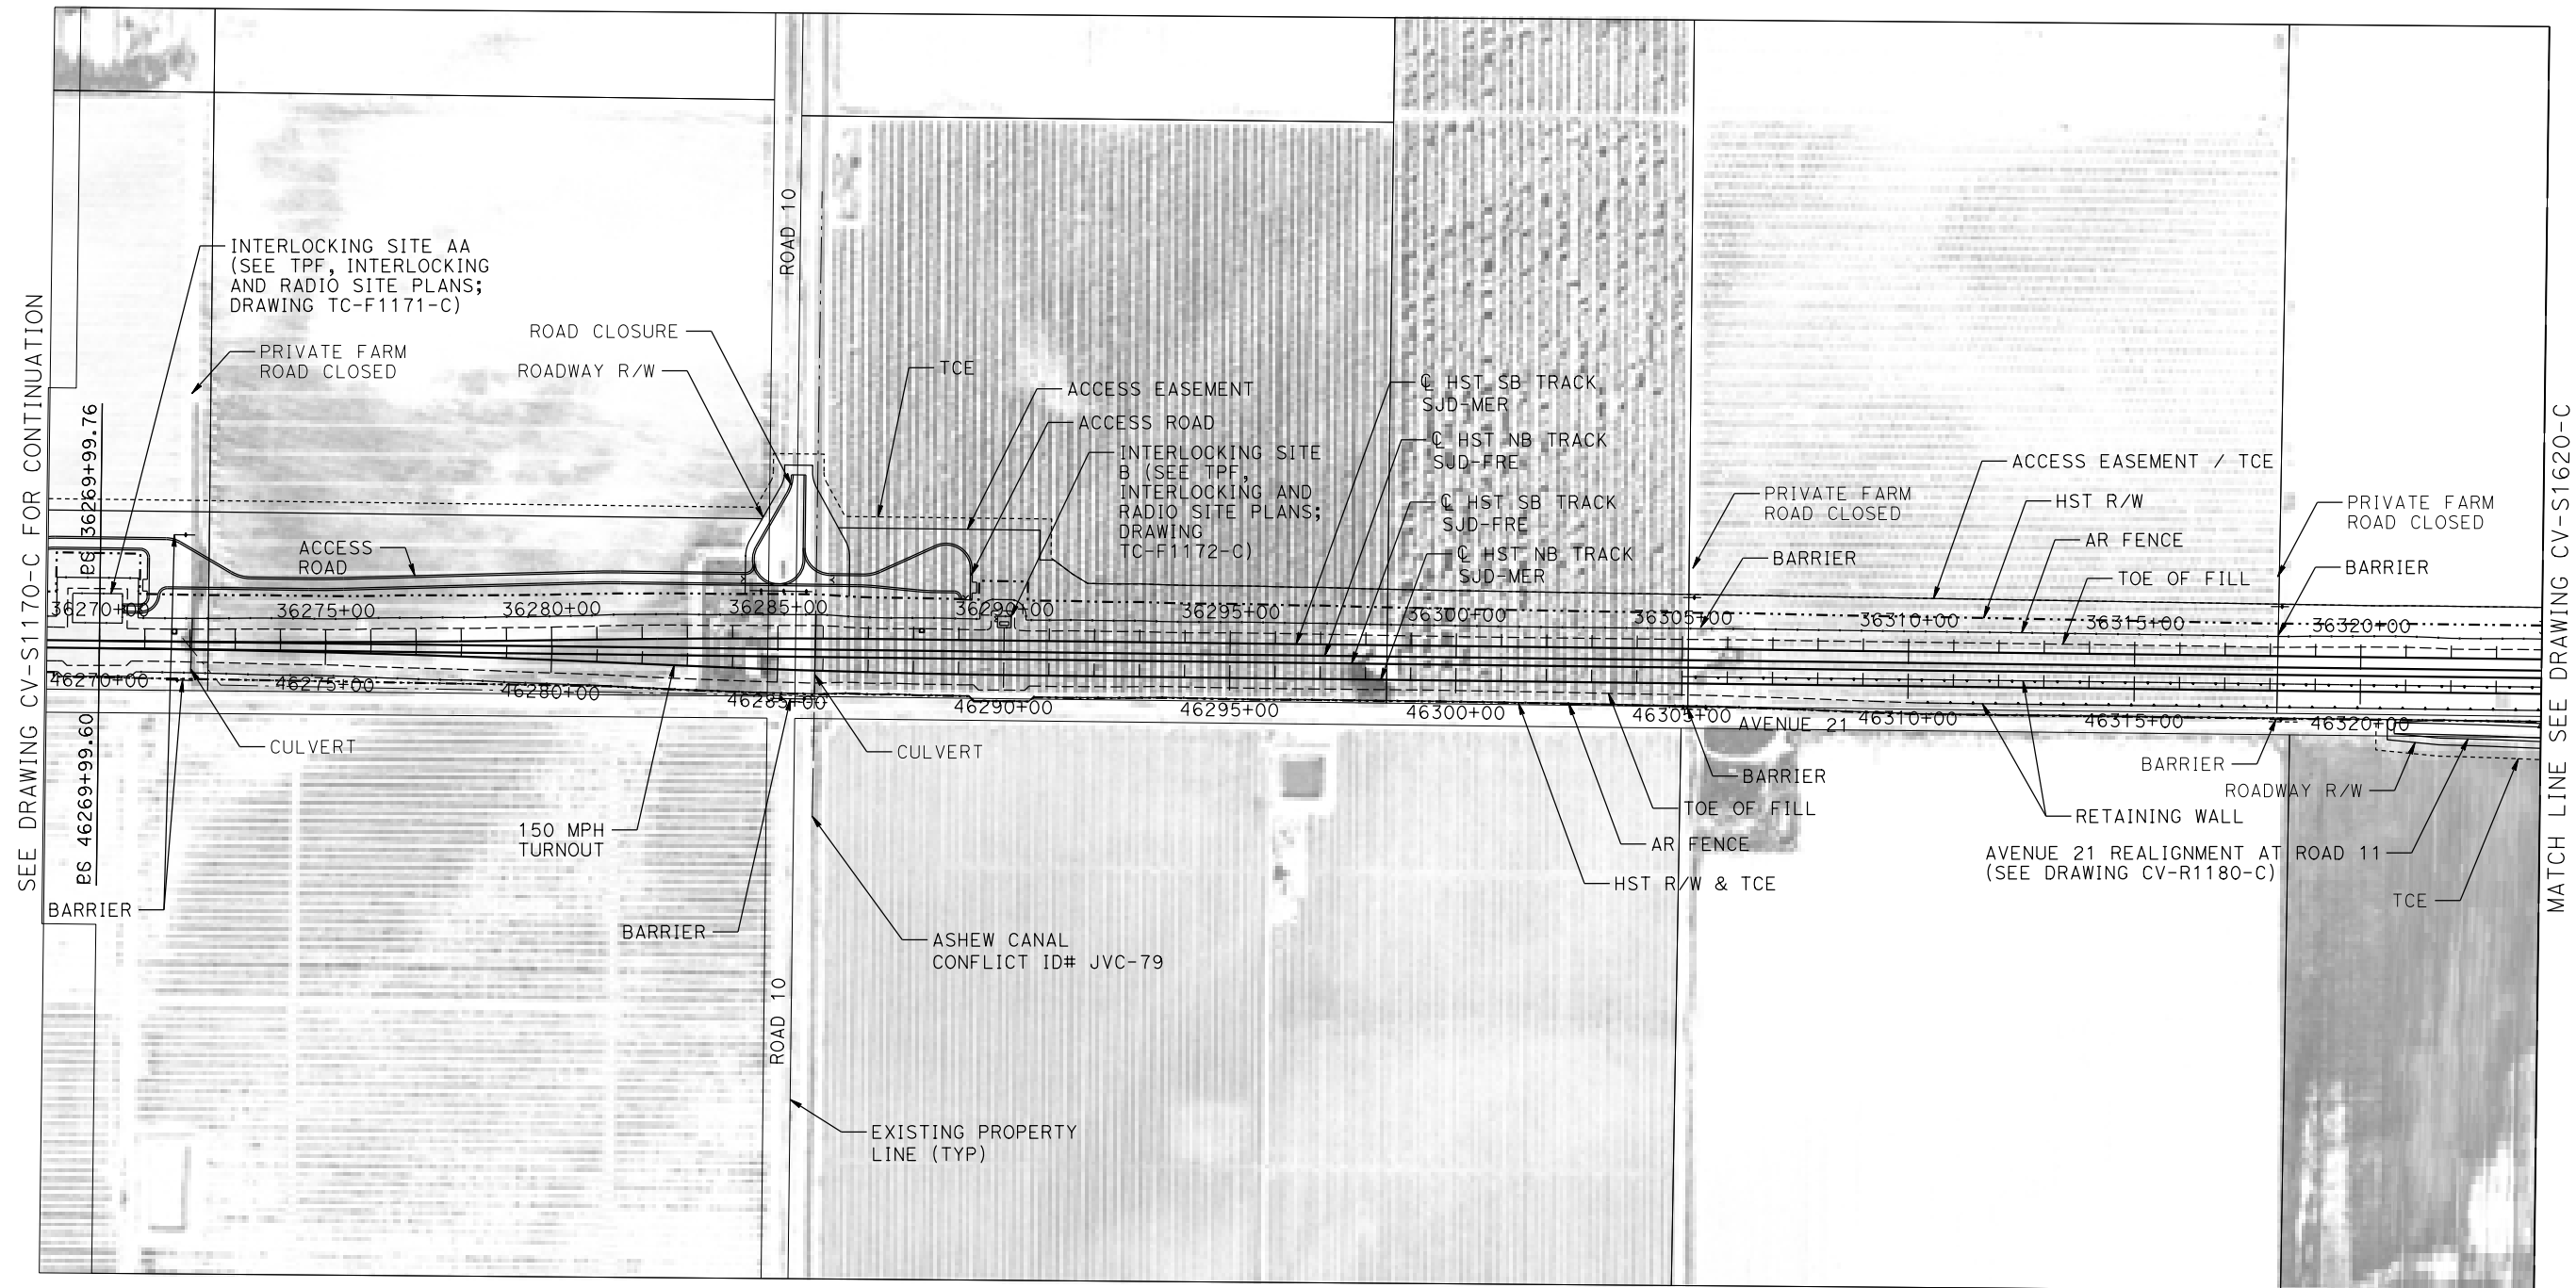 SEE DRAWING CV-S1170-C FOR CONTINUATION
BG 36269+99.76
BG 46269+99.60
INTERLOCKING SITE AA
(SEE TPF, INTERLOCKING
AND RADIO SITE PLANS;
DRAWING TC-F1171-C)
PRIVATE FARM
ROAD CLOSED
ROAD CLOSURE
ROADWAY R/W
ROAD 10
TCE
ACCESS EASEMENT
ACCESS ROAD
INTERLOCKING SITE
B (SEE TPF,
INTERLOCKING AND
RADIO SITE PLANS;
DRAWING
TC-F1172-C)
℄ HST SB TRACK
SJD-MER
℄ HST NB TRACK
SJD-FRE
℄ HST SB TRACK
SJD-FRE
℄ HST NB TRACK
SJD-MER
PRIVATE FARM
ROAD CLOSED
BARRIER
ACCESS EASEMENT / TCE
HST R/W
AR FENCE
TOE OF FILL
PRIVATE FARM
ROAD CLOSED
BARRIER
ACCESS
ROAD
36270+00
36275+00
36280+00
36285+00
36290+00
36295+00
36300+00
36305+00
36310+00
36315+00
36320+00
46270+00
46275+00
46280+00
46285+00
46290+00
46295+00
46300+00
46305+00
46310+00
46315+00
46320+00
AVENUE 21
CULVERT
CULVERT
BARRIER
150 MPH
TURNOUT
BARRIER
ROAD 10
ASHEW CANAL
CONFLICT ID# JVC-79
EXISTING PROPERTY
LINE (TYP)
BARRIER
TOE OF FILL
AR FENCE
HST R/W & TCE
BARRIER
ROADWAY R/W
RETAINING WALL
AVENUE 21 REALIGNMENT AT ROAD 11
(SEE DRAWING CV-R1180-C)
TCE
MATCH LINE SEE DRAWING CV-S1620-C